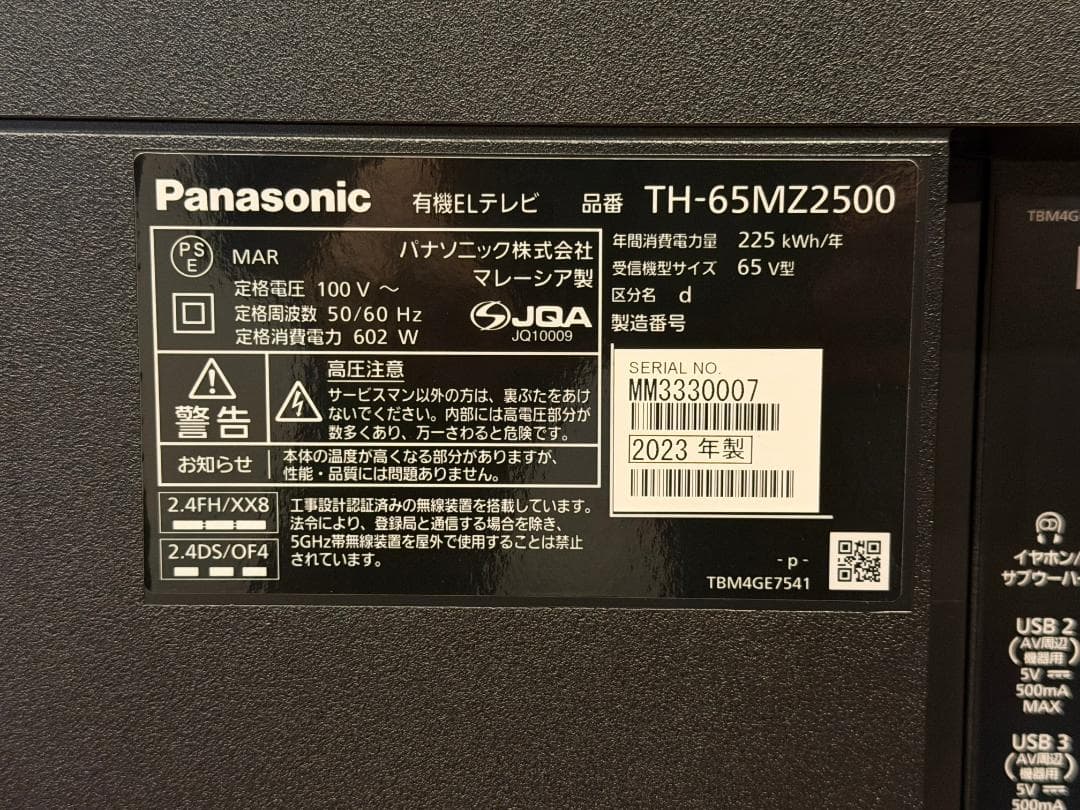 Panasonic 有機ELテレビ 品番 TH-65MZ2500
PS
E
MAR
パナソニック株式会社
マレーシア製
定格電圧 100 V ～
定格周波数 50/60 Hz
定格消費電力 602 W
JQA
JQ10009
年間消費電力量 225 kWh/年
受信機型サイズ 65 V型
区分名 d
製造番号
SERIAL NO.
MM3330007
2023 年製
警告
高圧注意
サービスマン以外の方は、裏ぶたをあけ
ないでください。内部には高電圧部分が
数多くあり、万一さわると危険です。
お知らせ
本体の温度が高くなる部分がありますが、
性能・品質には問題ありません。
2.4FH/XX8
2.4DS/OF4
工事設計認証済みの無線装置を搭載しています。
法令により、登録局と通信する場合を除き、
5GHz帯無線装置を屋外で使用することは禁止
されています。
- p -
TBM4GE7541
TBM4G
イヤホン/
サブウーハー
USB 2
(AV周辺
機器用)
5V
500mA
MAX
USB 3
(AV周辺
機器用)
5V
500mA